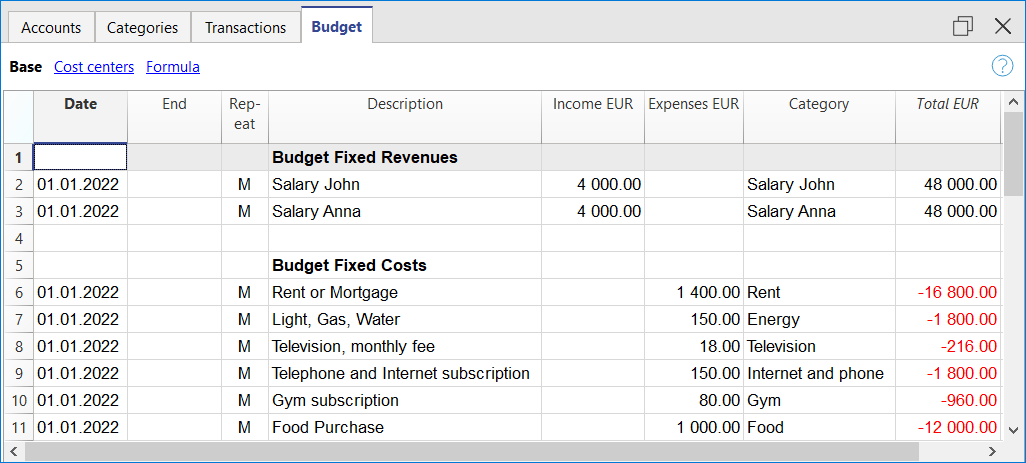 Accounts Categories Transactions Budget
Base Cost centers Formula ?
Date End Rep- Description Income EUR Expenses EUR Category Total EUR
eat
1 Budget Fixed Revenues
2 01.01.2022 M Salary John 4 000.00 Salary John 48 000.00
3 01.01.2022 M Salary Anna 4 000.00 Salary Anna 48 000.00
4
5 Budget Fixed Costs
6 01.01.2022 M Rent or Mortgage 1 400.00 Rent -16 800.00
7 01.01.2022 M Light, Gas, Water 150.00 Energy -1 800.00
8 01.01.2022 M Television, monthly fee 18.00 Television -216.00
9 01.01.2022 M Telephone and Internet subscription 150.00 Internet and phone -1 800.00
10 01.01.2022 M Gym subscription 80.00 Gym -960.00
11 01.01.2022 M Food Purchase 1 000.00 Food -12 000.00